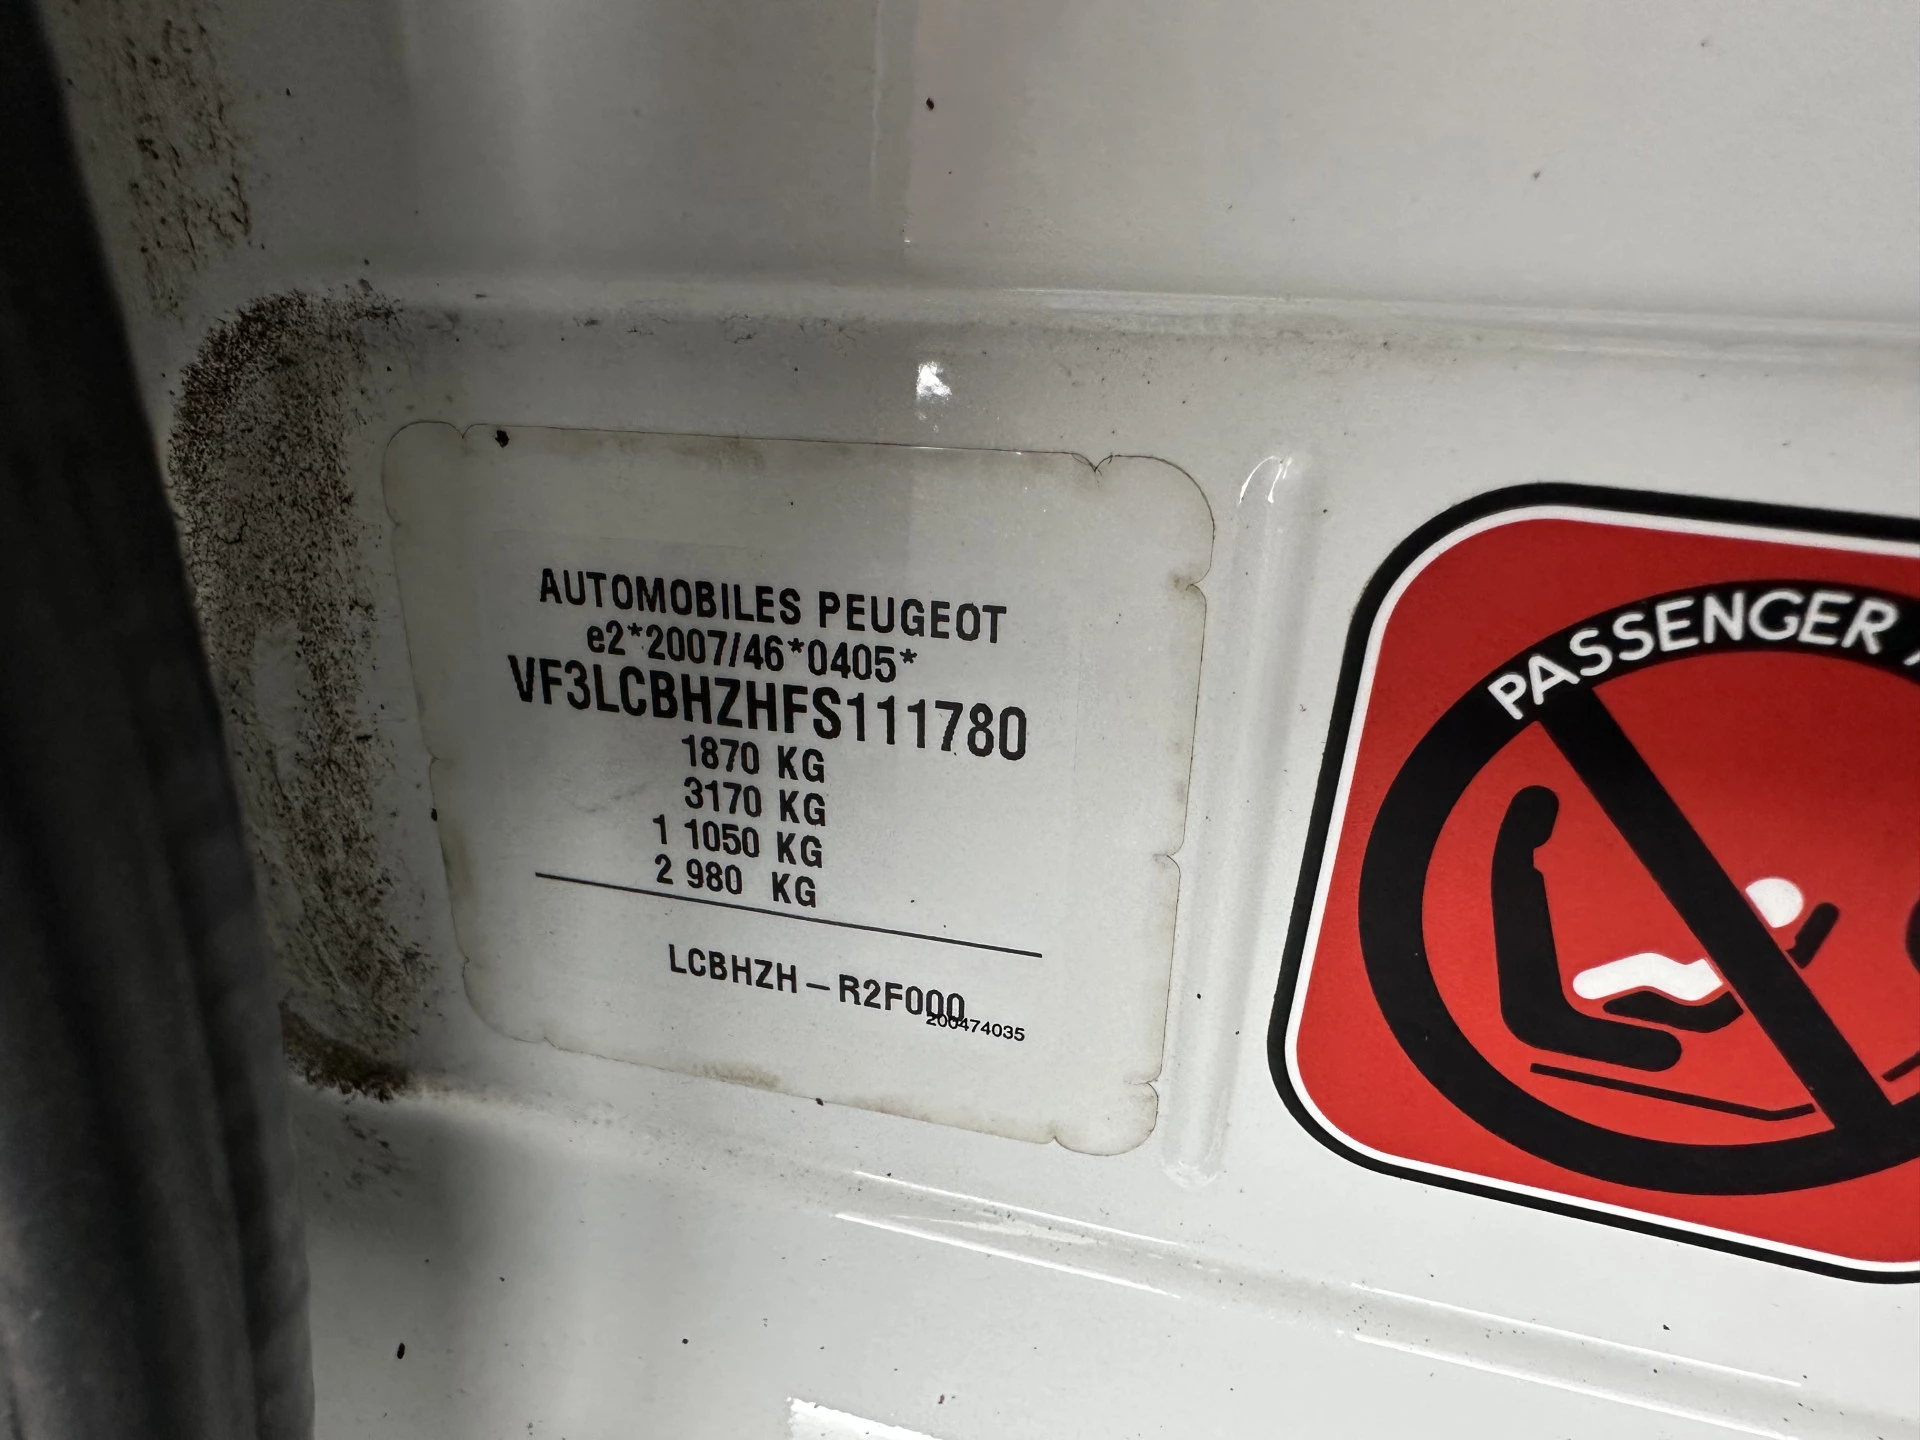 AUTOMOBILES PEUGEOT
e2*2007/46*0405*
VF3LCBHZHFS111780
1870 KG
3170 KG
1 1050 KG
2 980 KG
LCBHZH – R2F000
200474035
PASSENGER